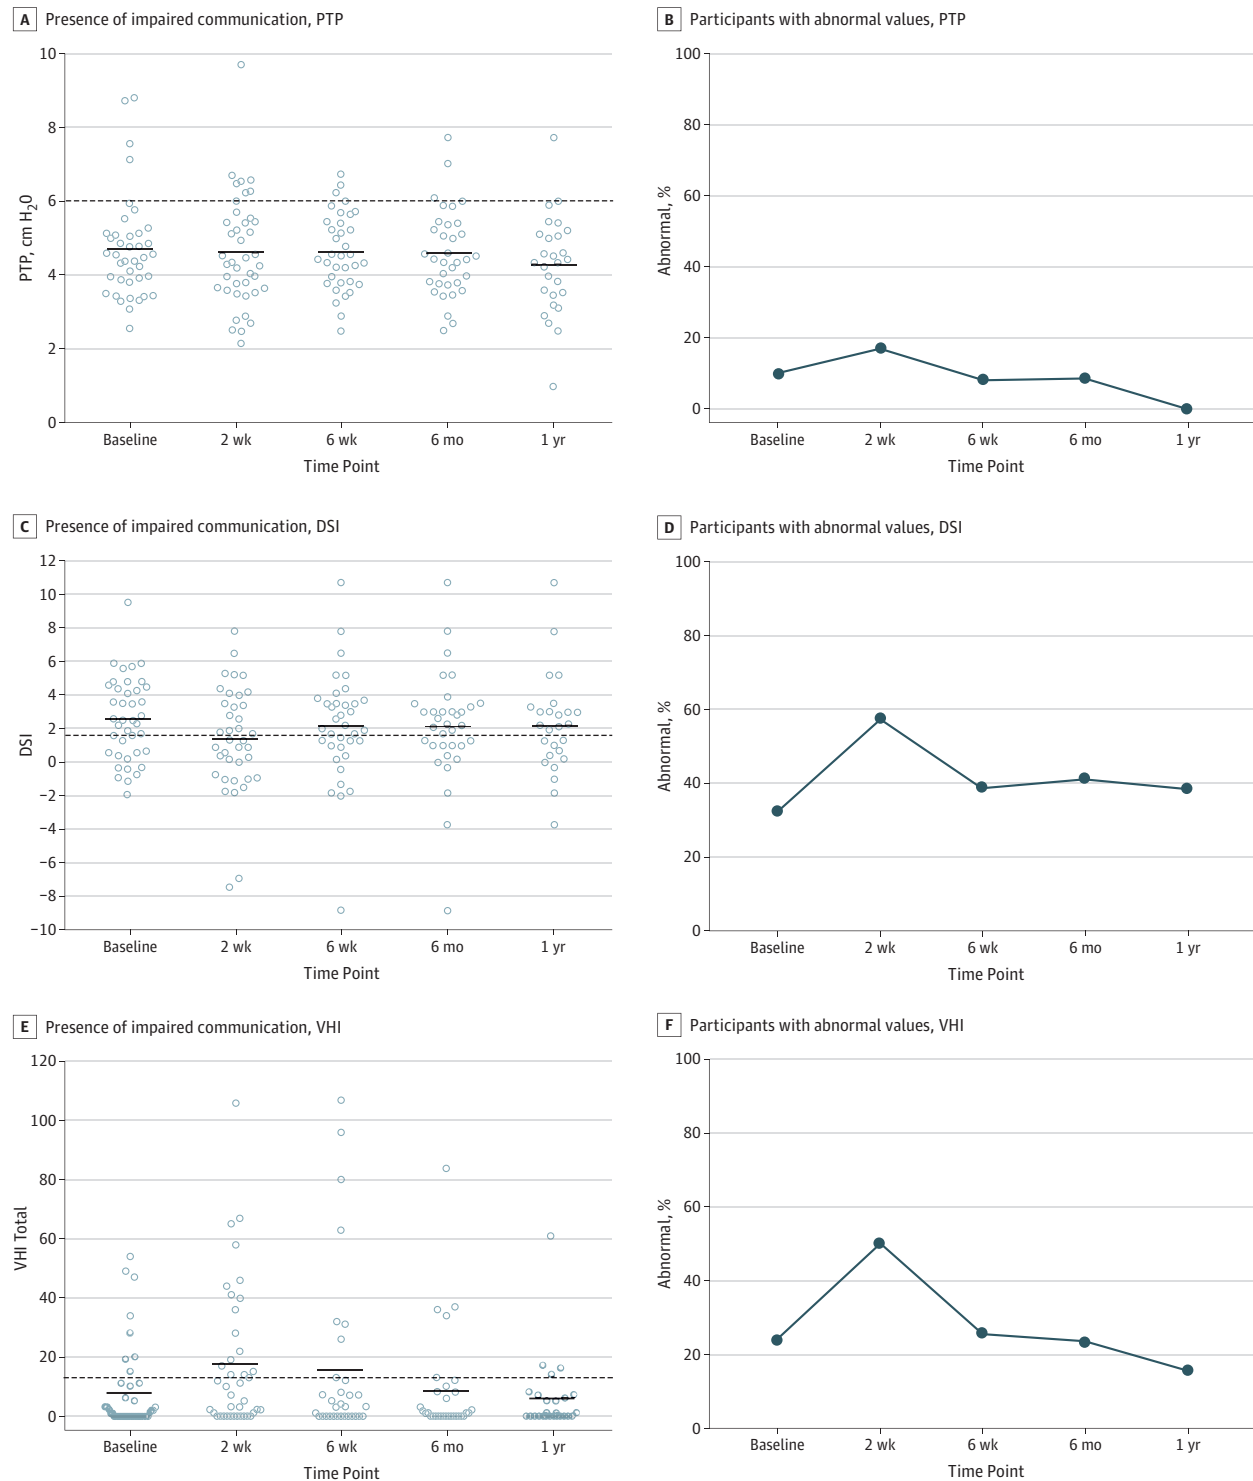 A Presence of impaired communication, PTP
10
8
6
4
2
0
PTP, cm H2O
Baseline 2 wk 6 wk 6 mo 1 yr
Time Point
B Participants with abnormal values, PTP
100
80
60
40
20
0
Abnormal, %
Baseline 2 wk 6 wk 6 mo 1 yr
Time Point
C Presence of impaired communication, DSI
12
10
8
6
4
2
0
−2
−4
−6
−8
−10
DSI
Baseline 2 wk 6 wk 6 mo 1 yr
Time Point
D Participants with abnormal values, DSI
100
80
60
40
20
0
Abnormal, %
Baseline 2 wk 6 wk 6 mo 1 yr
Time Point
E Presence of impaired communication, VHI
120
100
80
60
40
20
0
VHI Total
Baseline 2 wk 6 wk 6 mo 1 yr
Time Point
F Participants with abnormal values, VHI
100
80
60
40
20
0
Abnormal, %
Baseline 2 wk 6 wk 6 mo 1 yr
Time Point